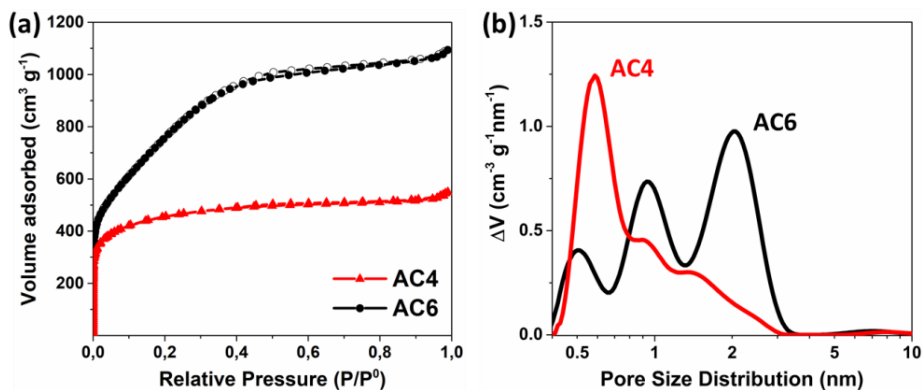 (a)
1200
1000
800
600
400
200
Volume adsorbed (cm³ g⁻¹)
AC4
AC6
0,0 0,2 0,4 0,6 0,8 1,0
Relative Pressure (P/P⁰)
(b)
1.5
1.0
0.5
0.0
ΔV (cm⁻³ g⁻¹nm⁻¹)
AC4
AC6
0.5 1 2 10
Pore Size Distribution (nm)